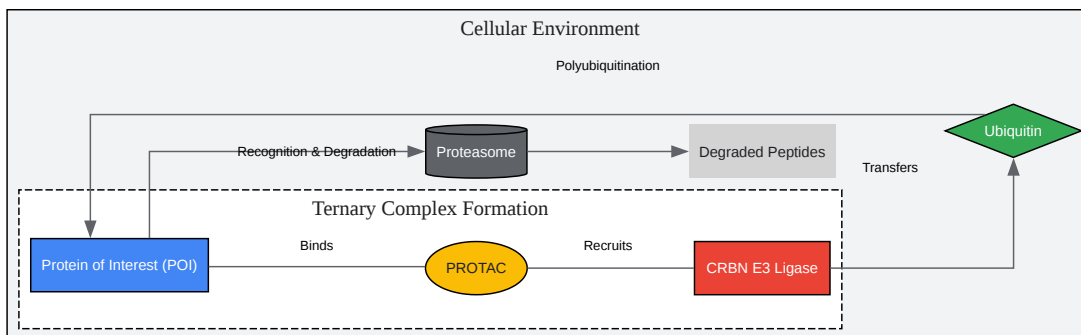 Cellular Environment
Polyubiquitination
Ubiquitin
Recognition & Degradation
Proteasome
Degraded Peptides
Transfers
Ternary Complex Formation
Protein of Interest (POI)
Binds
PROTAC
Recruits
CRBN E3 Ligase